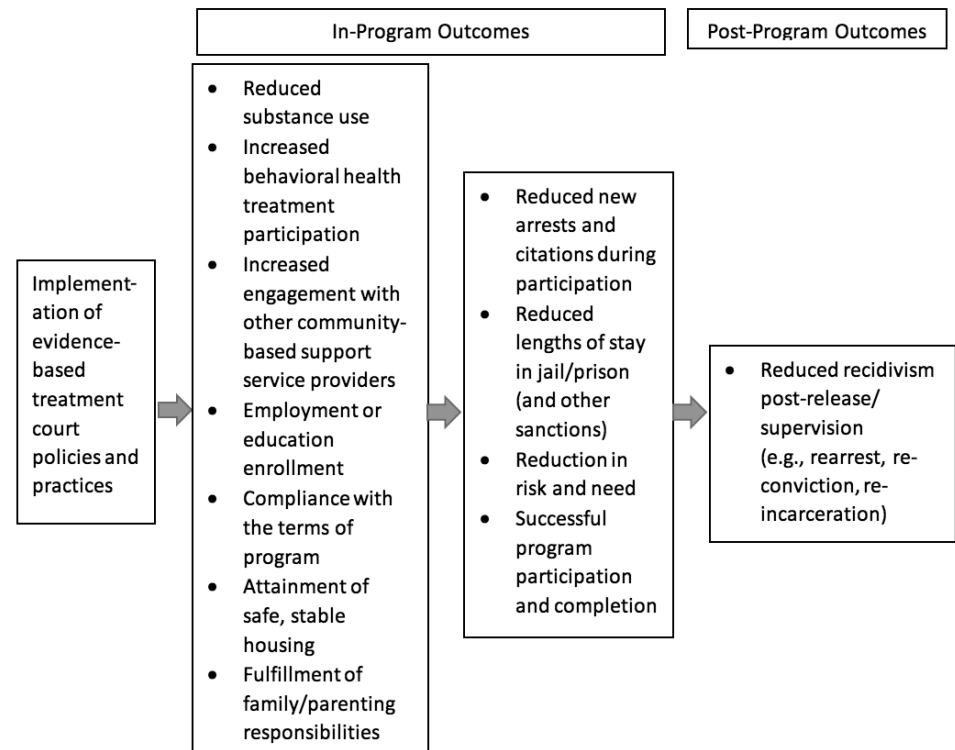 In-Program Outcomes
Post-Program Outcomes
Implement-
ation of
evidence-
based
treatment
court
policies and
practices
• Reduced
substance use
• Increased
behavioral health
treatment
participation
• Increased
engagement with
other community-
based support
service providers
• Employment or
education
enrollment
• Compliance with
the terms of
program
• Attainment of
safe, stable
housing
• Fulfillment of
family/parenting
responsibilities
• Reduced new
arrests and
citations during
participation
• Reduced
lengths of stay
in jail/prison
(and other
sanctions)
• Reduction in
risk and need
• Successful
program
participation
and completion
• Reduced recidivism
post-release/
supervision
(e.g., rearrest, re-
conviction, re-
incarceration)